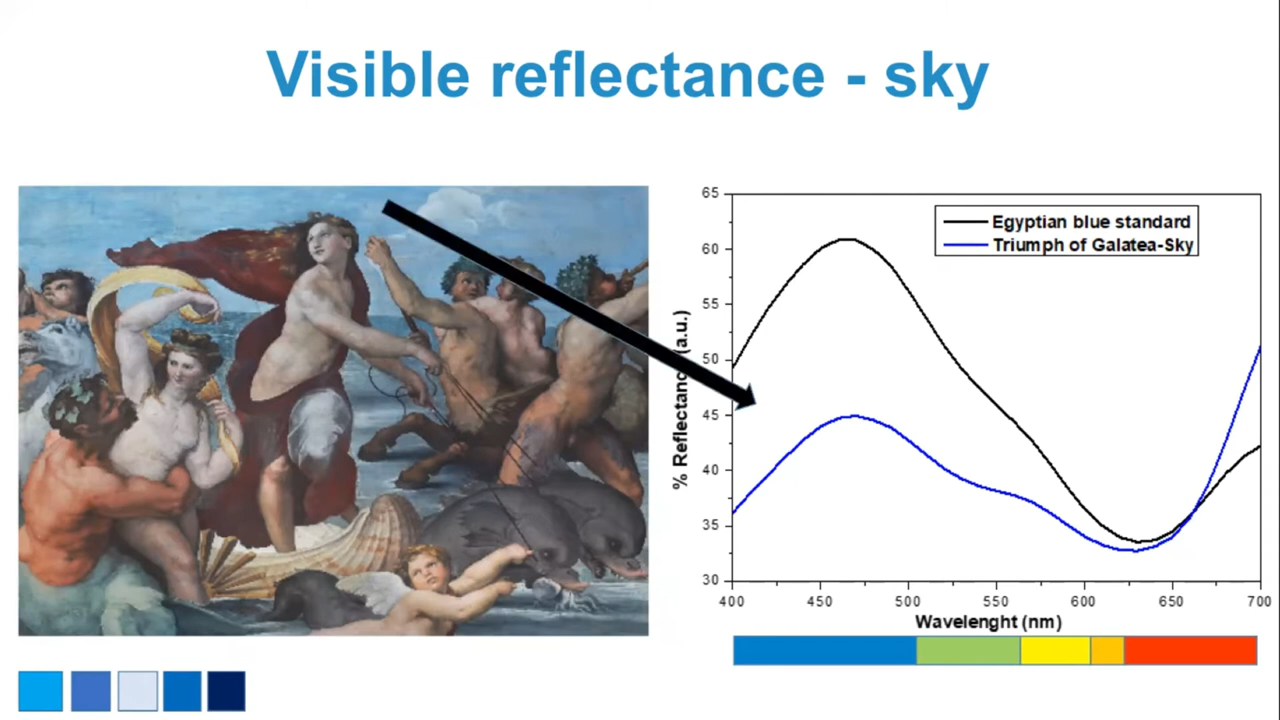 Visible reflectance - sky
65
60
55
50
45
40
35
30
% Reflectance (a.u.)
Egyptian blue standard
Triumph of Galatea-Sky
400 450 500 550 600 650 700
Wavelenght (nm)